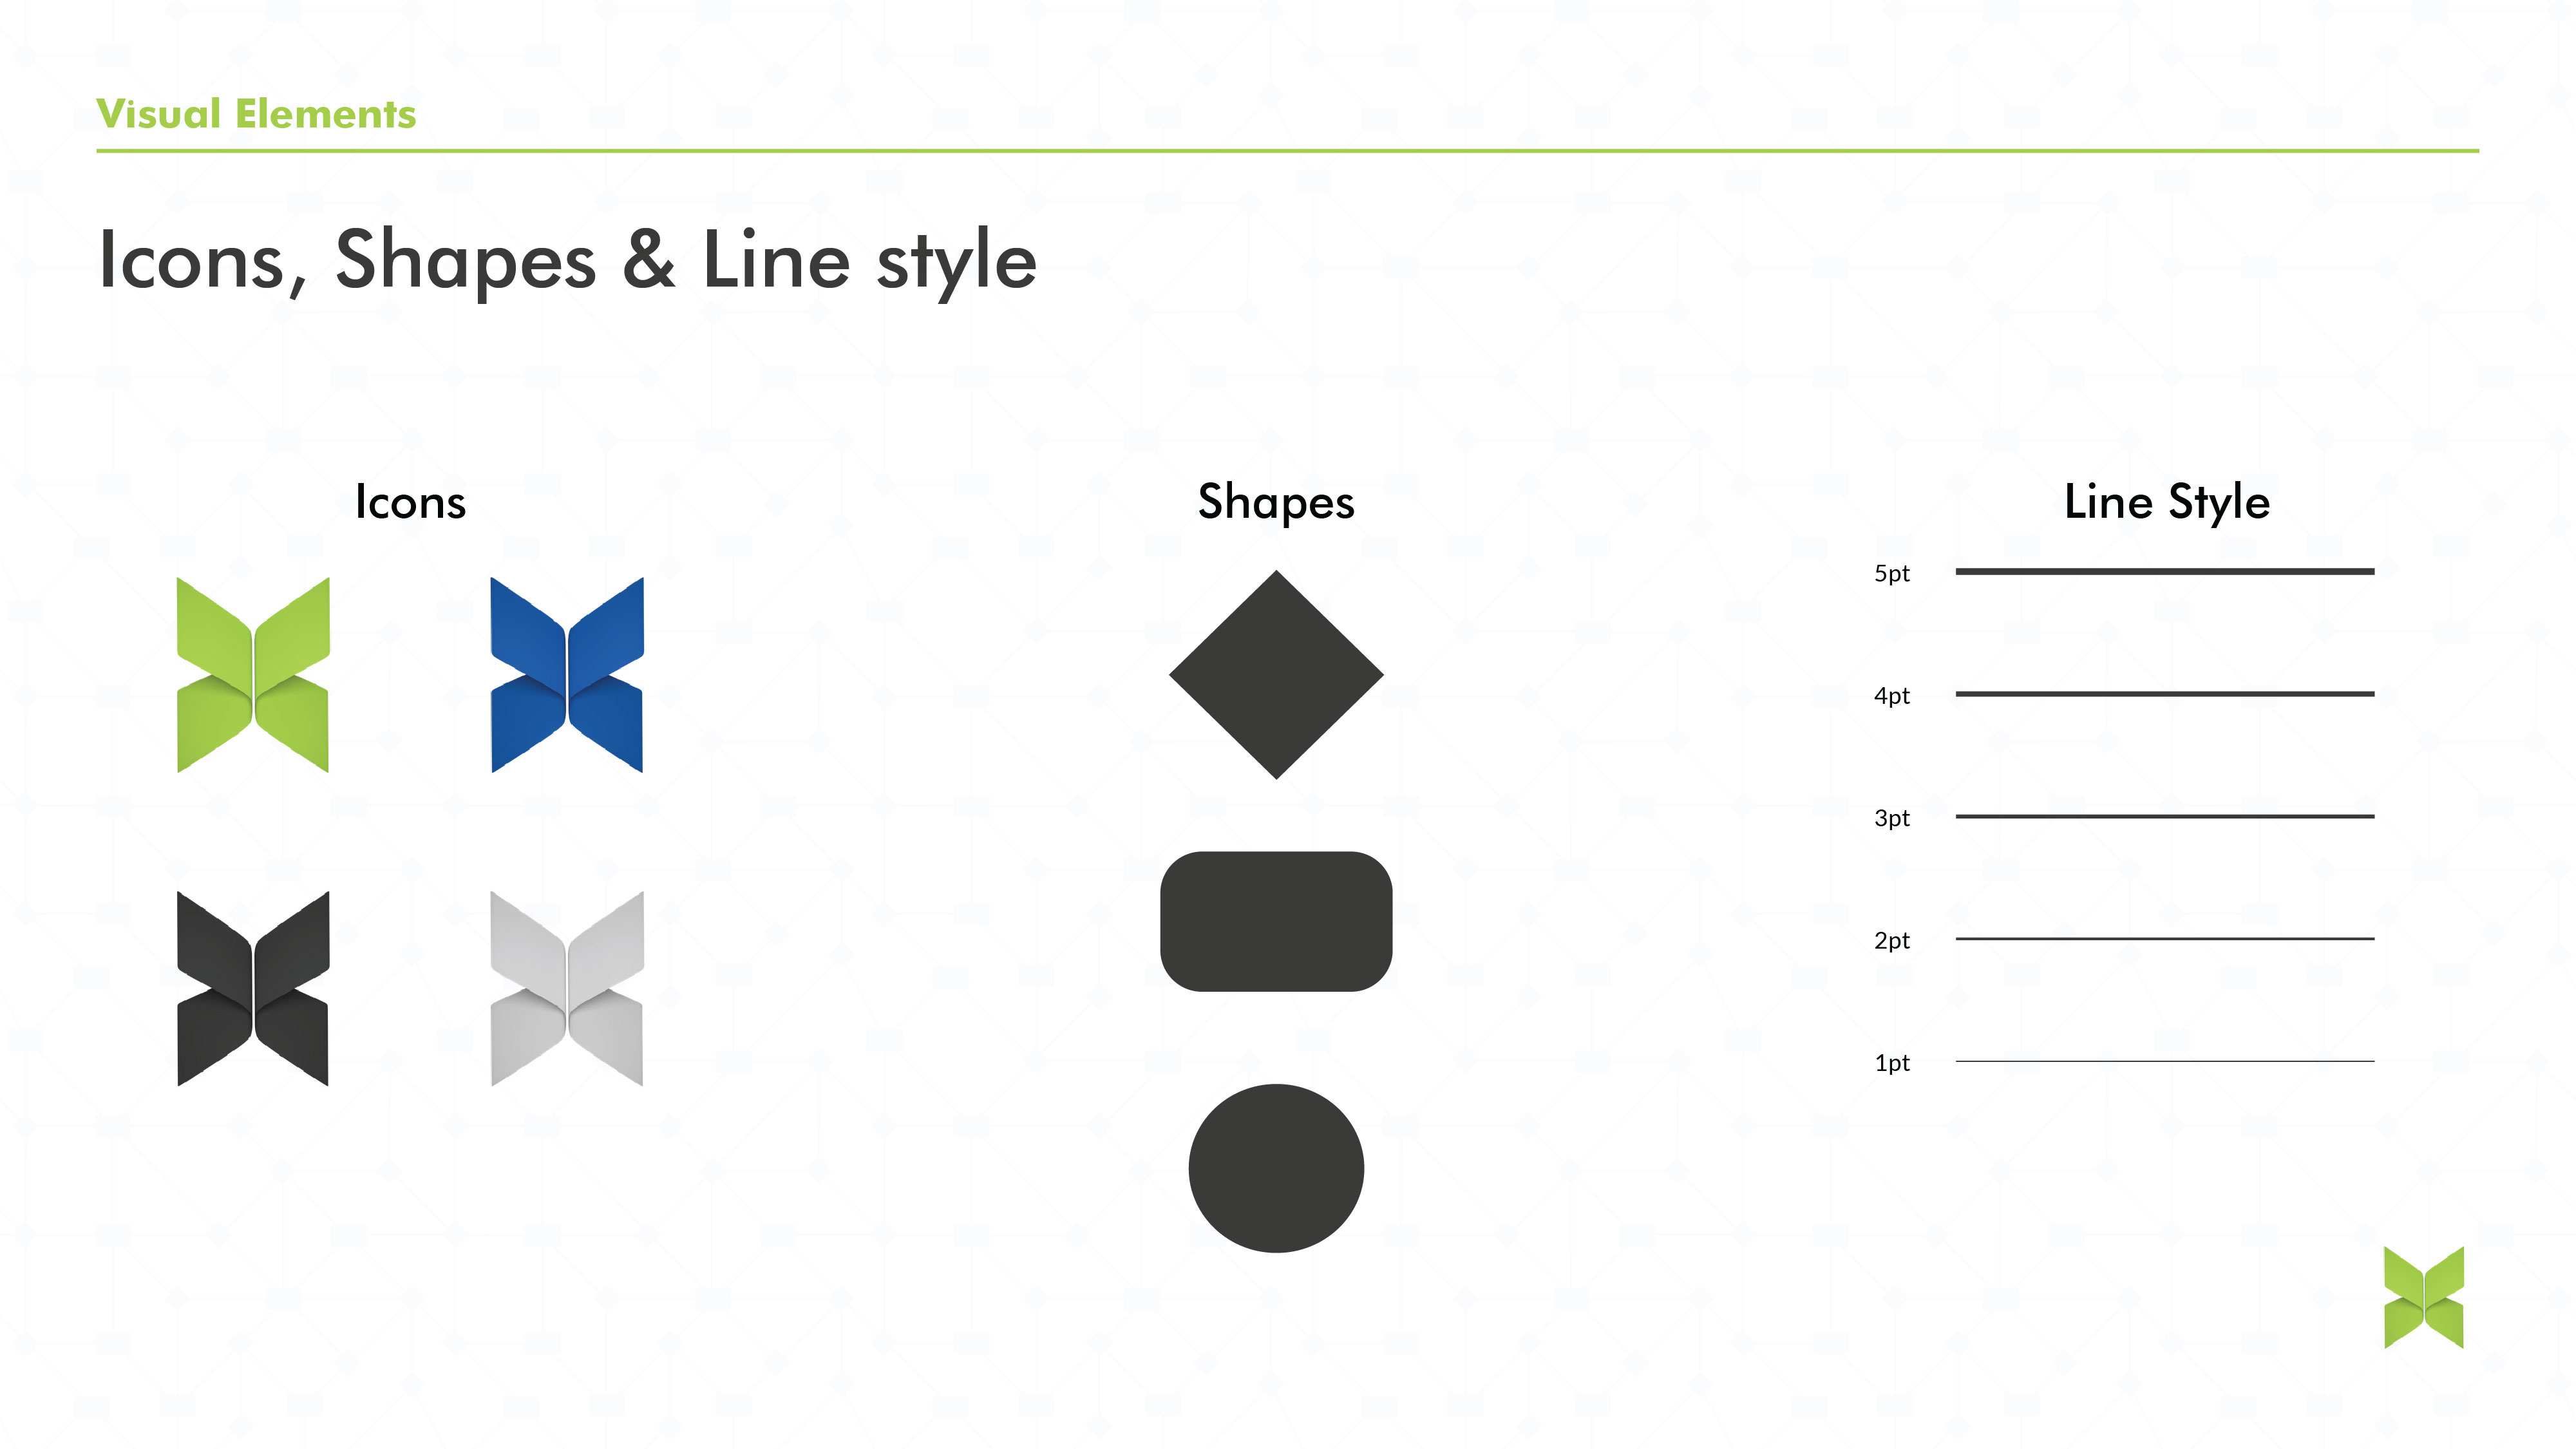 Visual Elements
Icons, Shapes & Line style
Icons
Shapes
Line Style
5pt
4pt
3pt
2pt
1pt